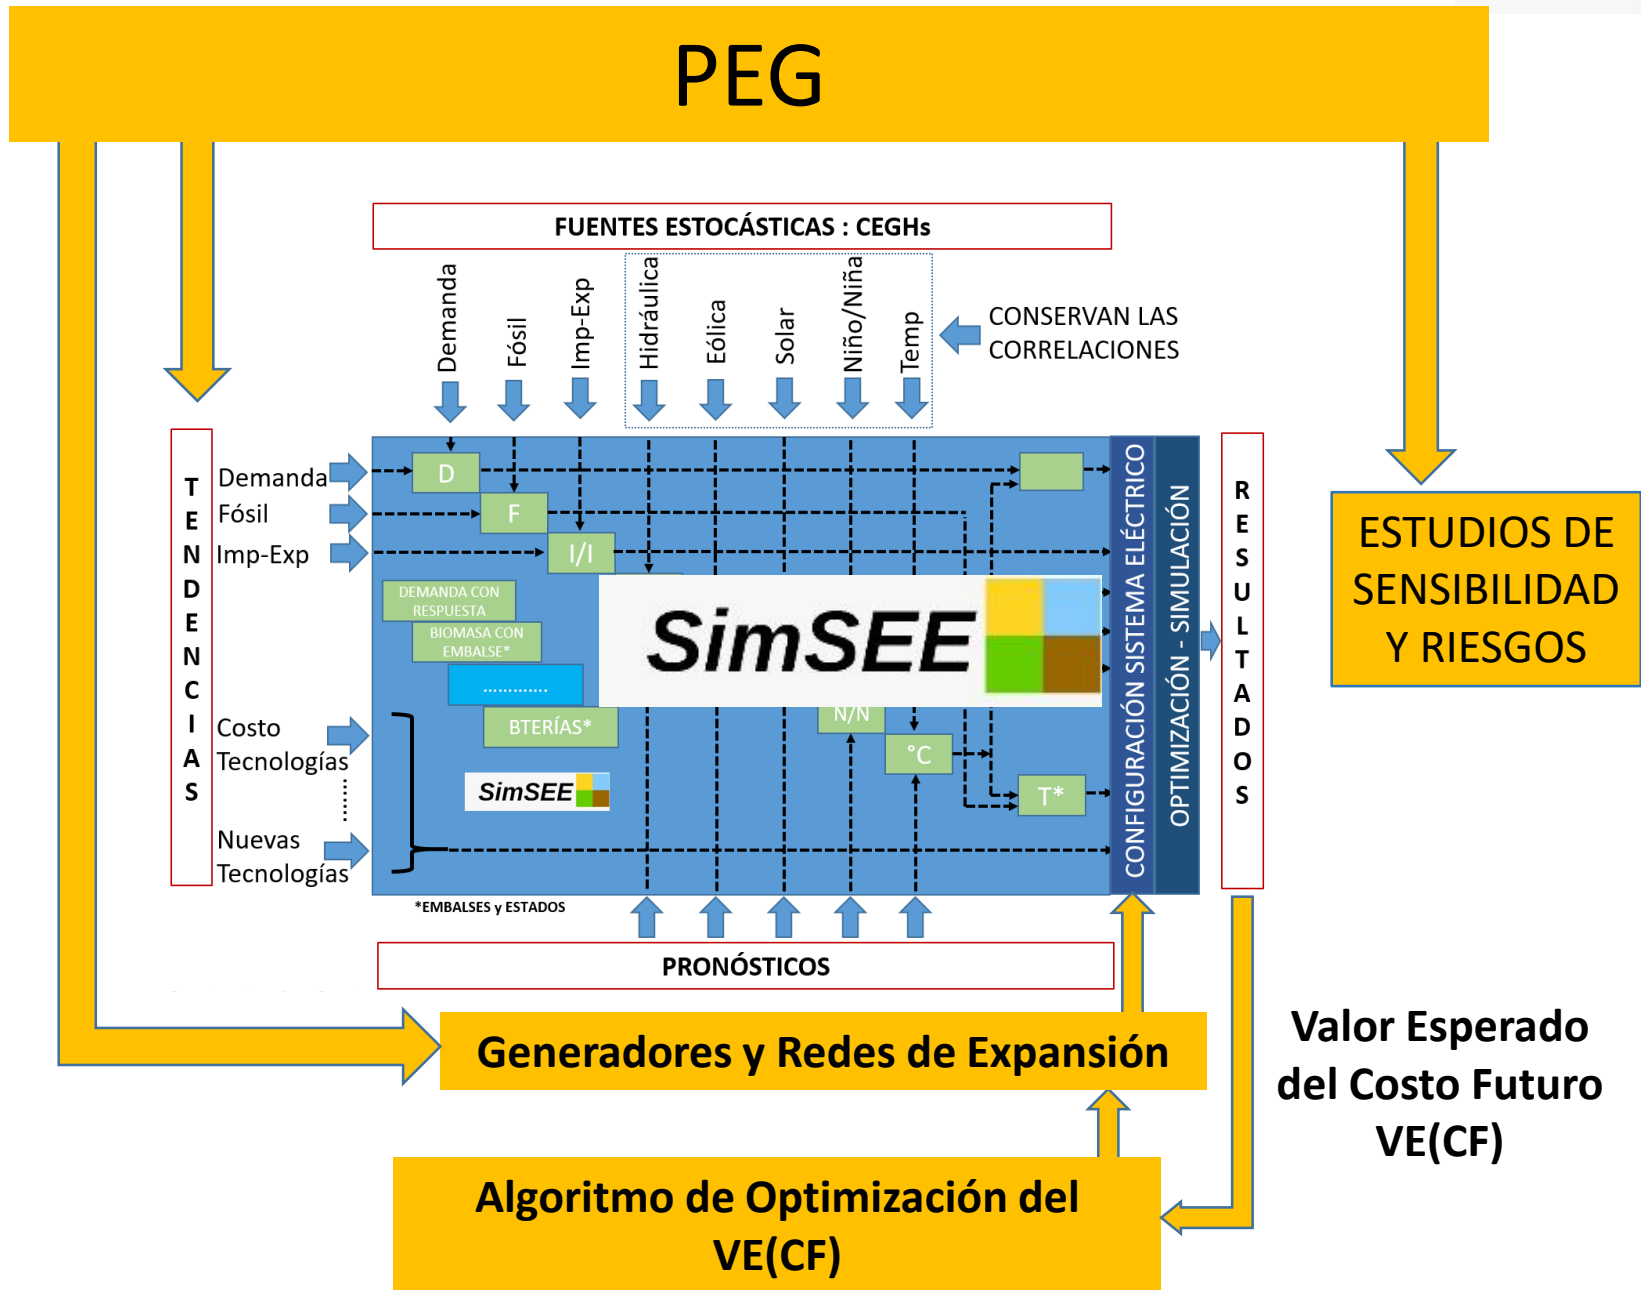 PEG
FUENTES ESTOCÁSTICAS : CEGHs
Demanda
Fósil
Imp-Exp
Hidráulica
Eólica
Solar
Niño/Niña
Temp
CONSERVAN LAS
CORRELACIONES
TENDENCIAS
Demanda
Fósil
Imp-Exp
Costo
Tecnologías
........
Nuevas
Tecnologías
D
F
I/I
DEMANDA CON
RESPUESTA
BIOMASA CON
EMBALSE*
.............
BTERÍAS*
SimSEE
SimSEE
N/N
°C
T*
CONFIGURACIÓN SISTEMA ELÉCTRICO
OPTIMIZACIÓN - SIMULACIÓN
RESULTADOS
ESTUDIOS DE
SENSIBILIDAD
Y RIESGOS
*EMBALSES y ESTADOS
PRONÓSTICOS
Generadores y Redes de Expansión
Valor Esperado
del Costo Futuro
VE(CF)
Algoritmo de Optimización del
VE(CF)